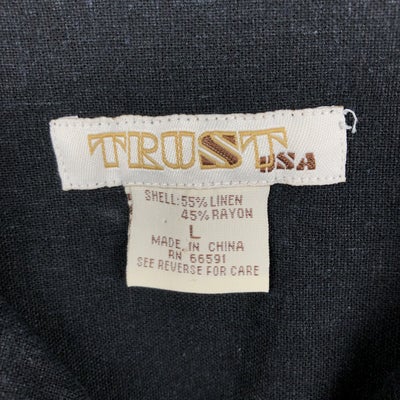 TRUST
USA
SHELL: 55% LINEN
45% RAYON
L
MADE IN CHINA
RN 66591
SEE REVERSE FOR CARE